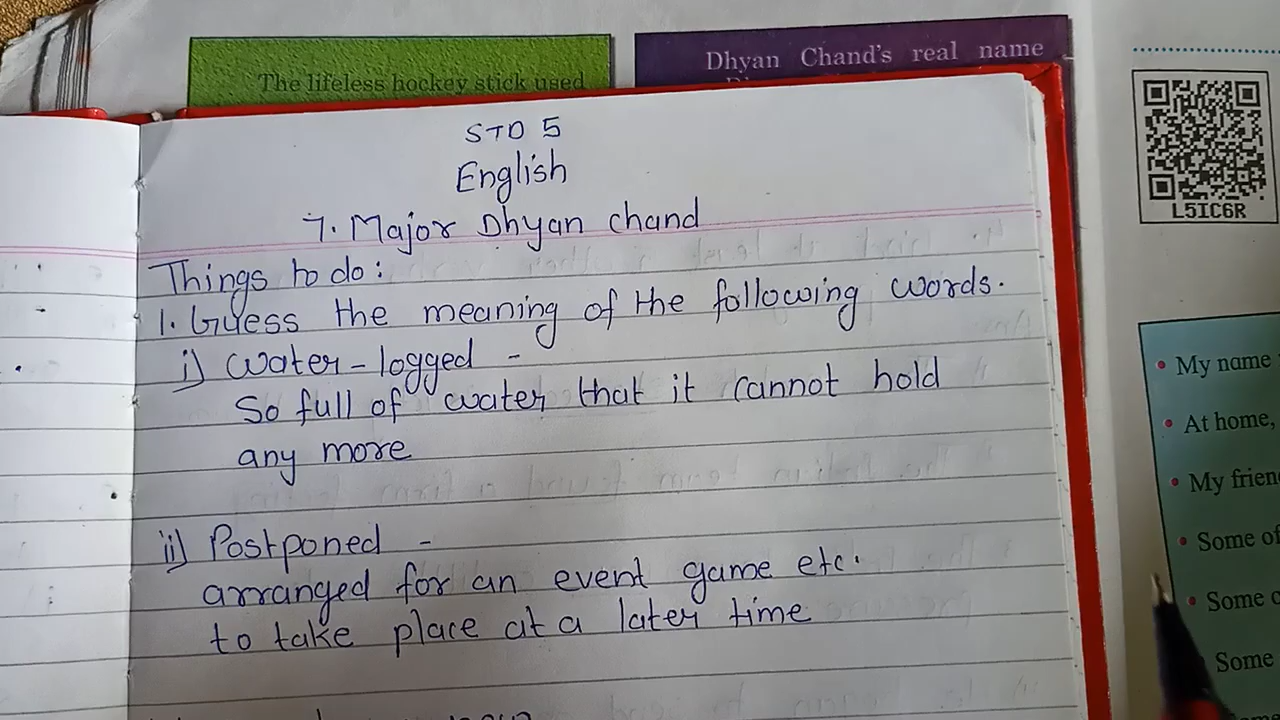 The lifeless hockey stick used
Dhyan Chand's real name
STD 5
English
7. Major Dhyan chand
Things to do :
1. Guess the meaning of the following words.
i) Water-logged -
So full of water that it cannot hold
any more
ii) Postponed -
arranged for an event game etc.
to take place at a later time
L5IC6R
• My name
• At home,
• My frien
• Some of
• Some c
Some